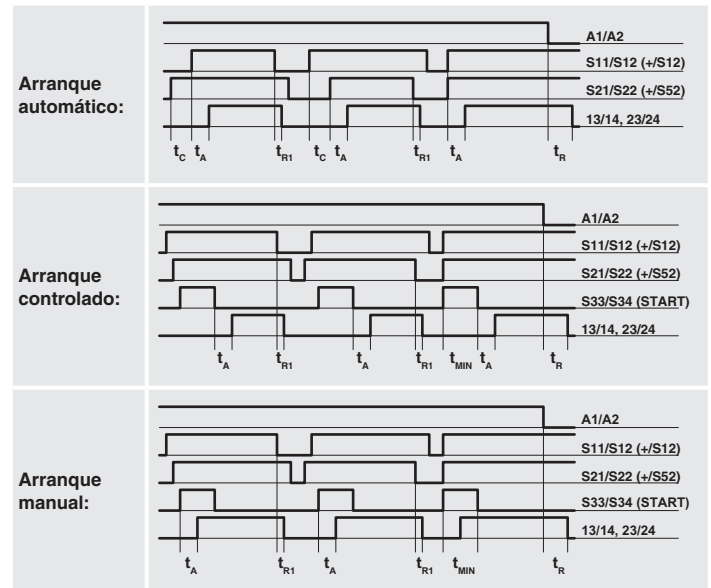 Arranque
automático:
A1/A2
S11/S12 (+/S12)
S21/S22 (+/S52)
13/14, 23/24
tC tA tR1 tC tA tR1 tA tR
Arranque
controlado:
A1/A2
S11/S12 (+/S12)
S21/S22 (+/S52)
S33/S34 (START)
13/14, 23/24
tA tR1 tA tR1 tMIN tA tR
Arranque
manual:
A1/A2
S11/S12 (+/S12)
S21/S22 (+/S52)
S33/S34 (START)
13/14, 23/24
tA tR1 tA tR1 tMIN tR